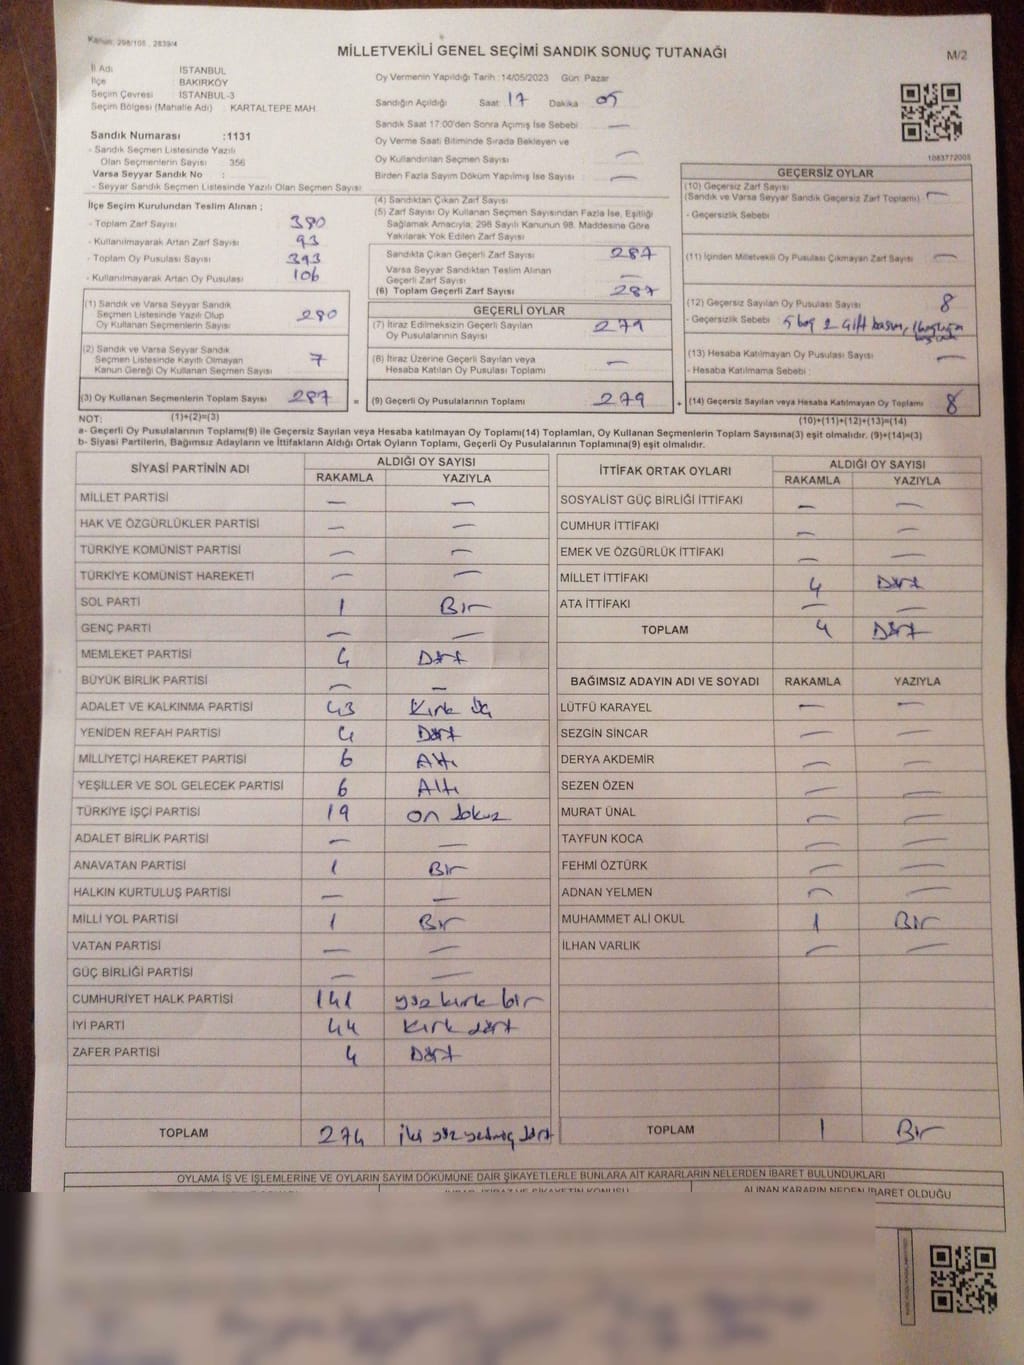 Kanun: 298/105 , 2839/4
MİLLETVEKİLİ GENEL SEÇİMİ SANDIK SONUÇ TUTANAĞI
M/2
İl Adı : İSTANBUL
İlçe : BAKIRKÖY
Seçim Çevresi : İSTANBUL-3
Seçim Bölgesi (Mahalle Adı) : KARTALTEPE MAH.
Oy Vermenin Yapıldığı Tarih :14/05/2023 Gün: Pazar
Sandığın Açıldığı Saat 17 Dakika 05
Sandık Saat 17:00'den Sonra Açımış İse Sebebi : —
Oy Verme Saati Bitiminde Sırada Bekleyen ve
Oy Kullandırılan Seçmen Sayısı : —
Birden Fazla Sayım Döküm Yapılmış İse Sayısı : —
1083772005
Sandık Numarası :1131
- Sandık Seçmen Listesinde Yazılı
Olan Seçmenlerin Sayısı : 356
Varsa Seyyar Sandık No :
- Seyyar Sandık Seçmen Listesinde Yazılı Olan Seçmen Sayısı
İlçe Seçim Kurulundan Teslim Alınan ;
- Toplam Zarf Sayısı : 380
- Kullanılmayarak Artan Zarf Sayısı : 93
- Toplam Oy Pusulası Sayısı : 393
- Kullanılmayarak Artan Oy Pusulası : 106
(1) Sandık ve Varsa Seyyar Sandık
Seçmen Listesinde Yazılı Olup
Oy Kullanan Seçmenlerin Sayısı : 280
(2) Sandık ve Varsa Seyyar Sandık
Seçmen Listesinde Kayıtlı Olmayan
Kanun Gereği Oy Kullanan Seçmen Sayısı : 7
(3) Oy Kullanan Seçmenlerin Toplam Sayısı : 287
(1)+(2)=(3)
(4) Sandıktan Çıkan Zarf Sayısı
(5) Zarf Sayısı Oy Kullanan Seçmen Sayısından Fazla İse, Eşitliği
Sağlamak Amacıyla, 298 Sayılı Kanunun 98. Maddesine Göre
Yakılarak Yok Edilen Zarf Sayısı
Sandıkta Çıkan Geçerli Zarf Sayısı : 287
Varsa Seyyar Sandıktan Teslim Alınan
Geçerli Zarf Sayısı : —
(6) Toplam Geçerli Zarf Sayısı : 287
GEÇERLİ OYLAR
(7) İtiraz Edilmeksizin Geçerli Sayılan
Oy Pusulalarının Sayısı : 279
(8) İtiraz Üzerine Geçerli Sayılan veya
Hesaba Katılan Oy Pusulası Toplamı : —
= (9) Geçerli Oy Pusulalarının Toplamı : 279
GEÇERSİZ OYLAR
(10) Geçersiz Zarf Sayısı
(Sandık ve Varsa Seyyar Sandık Geçersiz Zarf Toplamı) : —
- Geçersizlik Sebebi :
(11) İçinden Milletvekili Oy Pusulası Çıkmayan Zarf Sayısı : —
(12) Geçersiz Sayılan Oy Pusulası Sayısı : 8
- Geçersizlik Sebebi : 5 boş 2 çift basım,
(13) Hesaba Katılmayan Oy Pusulası Sayısı : —
- Hesaba Katılmama Sebebi :
+ (14) Geçersiz Sayılan veya Hesaba Katılmayan Oy Toplamı : 8
(10)+(11)+(12)+(13)=(14)
NOT:
a- Geçerli Oy Pusulaları Toplamı(9) ile Geçersiz Sayılan veya Hesaba katılmayan Oy Toplamı(14) Toplamları, Oy Kullanan Seçmenlerin Toplam Sayısına(3) eşit olmalıdır. (9)+(14)=(3)
b- Siyasi Partilerin, Bağımsız Adayların ve İttifakların Aldığı Ortak Oyların Toplamı, Geçerli Oy Pusulalarının Toplamına(9) eşit olmalıdır.
SİYASİ PARTİNİN ADI ALDIĞI OY SAYISI
RAKAMLA YAZIYLA
MİLLET PARTİSİ — —
HAK VE ÖZGÜRLÜKLER PARTİSİ — —
TÜRKİYE KOMÜNİST PARTİSİ — —
TÜRKİYE KOMÜNİST HAREKETİ — —
SOL PARTİ 1 Bir
GENÇ PARTİ — —
MEMLEKET PARTİSİ 4 Dört
BÜYÜK BİRLİK PARTİSİ — —
ADALET VE KALKINMA PARTİSİ 43 Kırk üç
YENİDEN REFAH PARTİSİ 4 Dört
MİLLİYETÇİ HAREKET PARTİSİ 6 Altı
YEŞİLLER VE SOL GELECEK PARTİSİ 6 Altı
TÜRKİYE İŞÇİ PARTİSİ 19 on dokuz
ADALET BİRLİK PARTİSİ — —
ANAVATAN PARTİSİ 1 Bir
HALKIN KURTULUŞ PARTİSİ — —
MİLLİ YOL PARTİSİ 1 Bir
VATAN PARTİSİ — —
GÜÇ BİRLİĞİ PARTİSİ — —
CUMHURİYET HALK PARTİSİ 141 yüz kırk bir
İYİ PARTİ 44 Kırk dört
ZAFER PARTİSİ 4 Dört
TOPLAM 274 iki yüz yetmiş dört
İTTİFAK ORTAK OYLARI ALDIĞI OY SAYISI
RAKAMLA YAZIYLA
SOSYALİST GÜÇ BİRLİĞİ İTTİFAKI — —
CUMHUR İTTİFAKI — —
EMEK VE ÖZGÜRLÜK İTTİFAKI — —
MİLLET İTTİFAKI 4 Dört
ATA İTTİFAKI — —
TOPLAM 4 Dört
BAĞIMSIZ ADAYIN ADI VE SOYADI RAKAMLA YAZIYLA
LÜTFÜ KARAYEL — —
SEZGİN SİNCAR — —
DERYA AKDEMİR — —
SEZEN ÖZEN — —
MURAT ÜNAL — —
TAYFUN KOCA — —
FEHMİ ÖZTÜRK — —
ADNAN YELMEN — —
MUHAMMET ALİ OKUL 1 Bir
İLHAN VARLIK — —
TOPLAM 1 Bir
OYLAMA İŞ VE İŞLEMLERİNE VE OYLARIN SAYIM DÖKÜMÜNE DAİR ŞİKAYETLERLE BUNLARA AİT KARARLARIN NELERDEN İBARET BULUNDUKLARI
ALINAN KARARIN NEDEN İBARET OLDUĞU